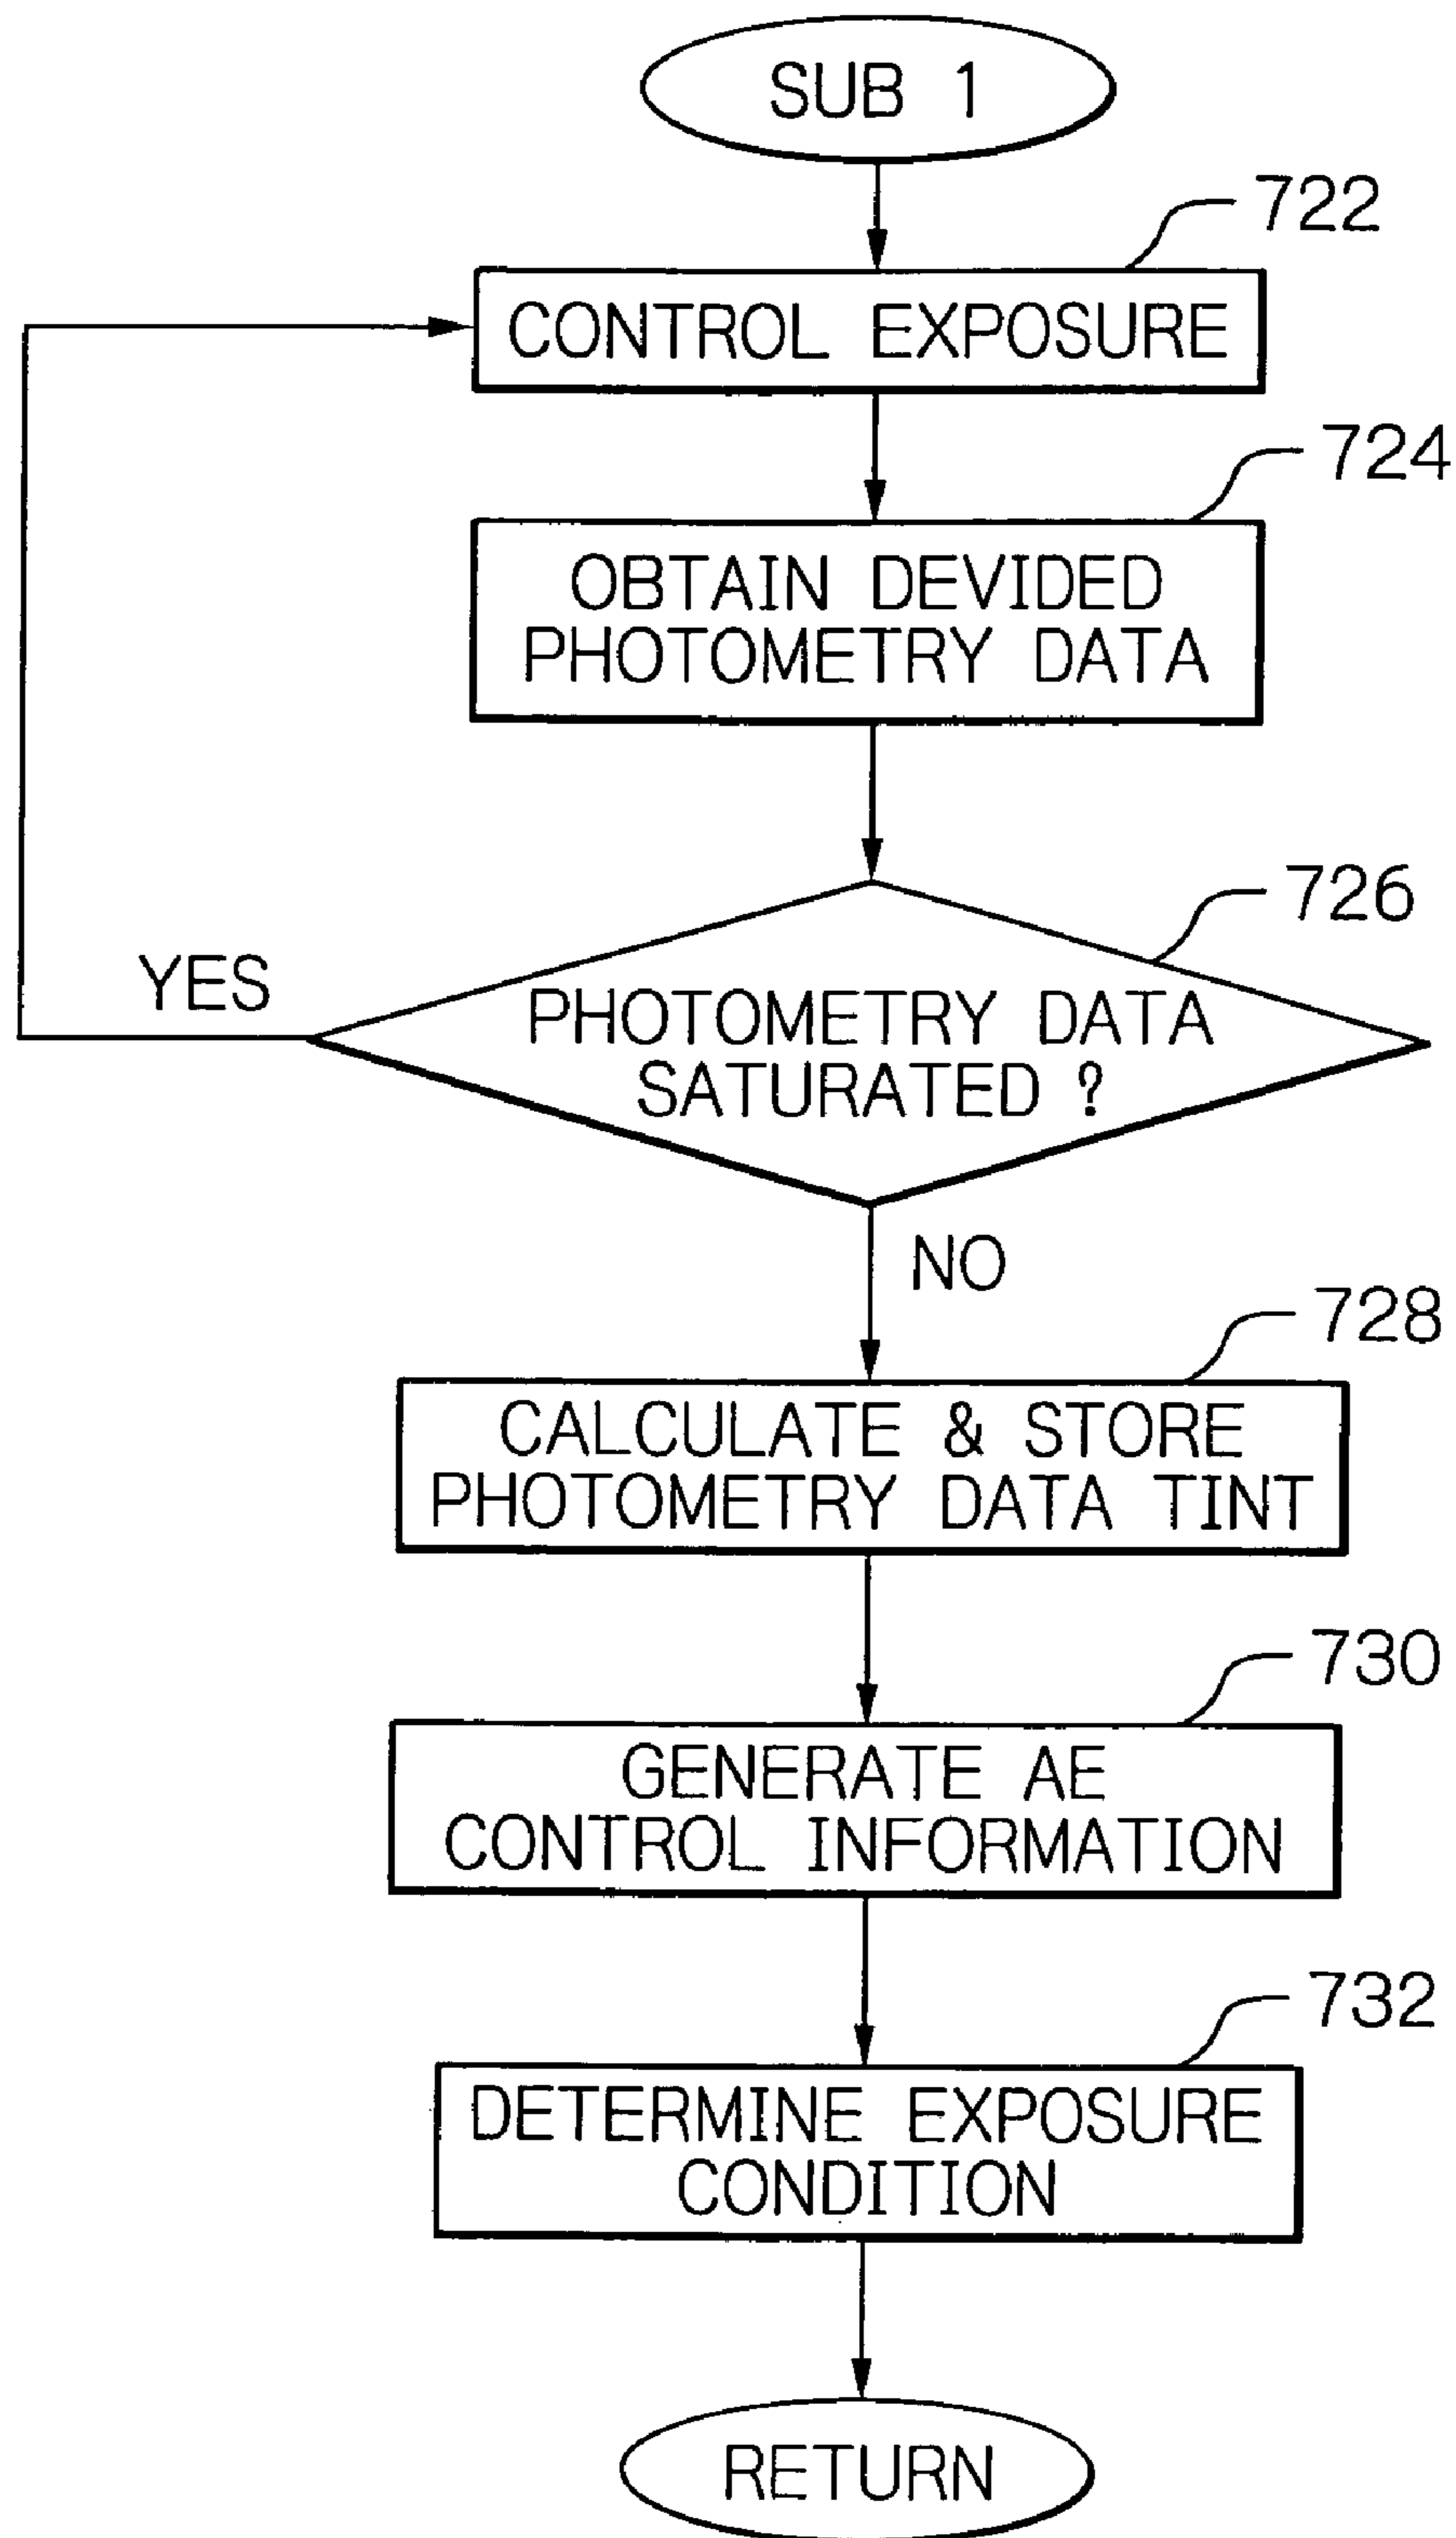 SUB 1
722
CONTROL EXPOSURE
724
OBTAIN DEVIDED
PHOTOMETRY DATA
726
YES
PHOTOMETRY DATA
SATURATED ?
NO
728
CALCULATE & STORE
PHOTOMETRY DATA TINT
730
GENERATE AE
CONTROL INFORMATION
732
DETERMINE EXPOSURE
CONDITION
RETURN